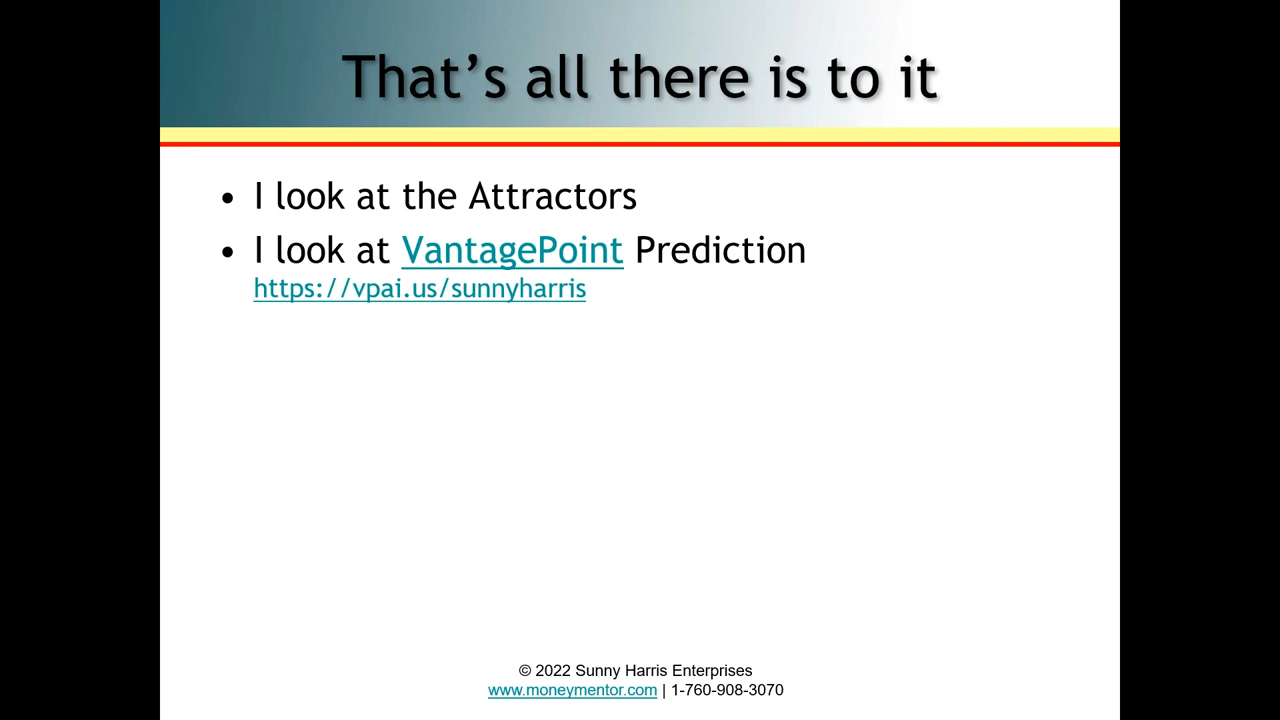 That’s all there is to it
• I look at the Attractors
• I look at VantagePoint Prediction
https://vpai.us/sunnyharris
© 2022 Sunny Harris Enterprises
www.moneymentor.com | 1-760-908-3070